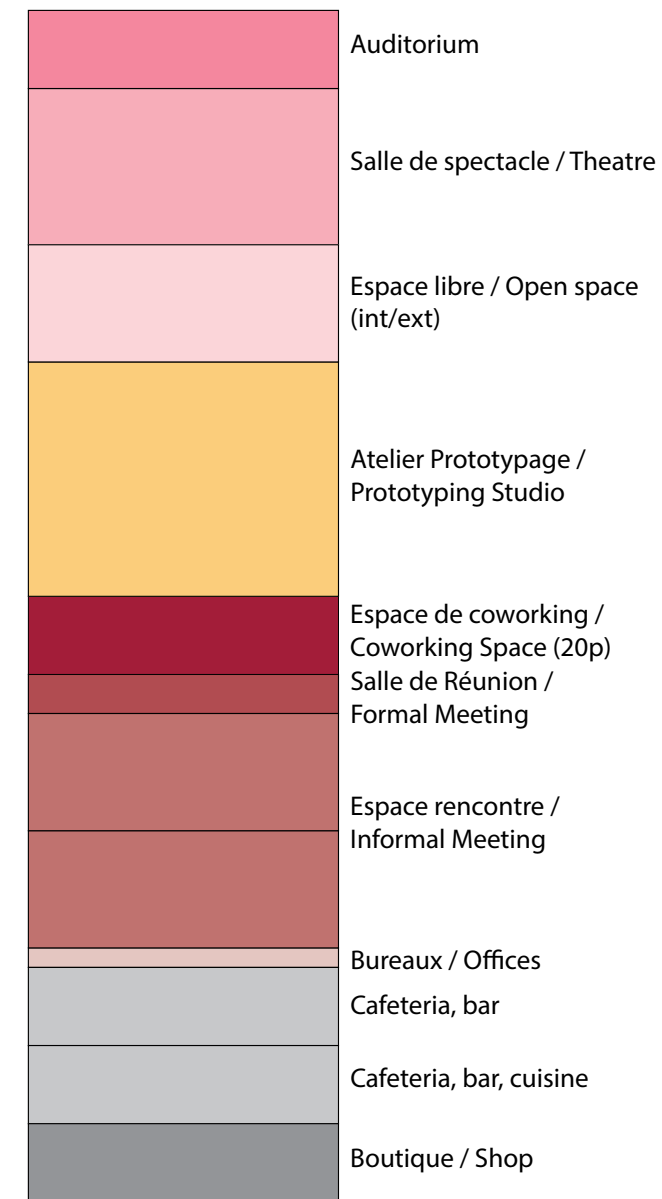 Auditorium
Salle de spectacle / Theatre
Espace libre / Open space
(int/ext)
Atelier Prototypage /
Prototyping Studio
Espace de coworking /
Coworking Space (20p)
Salle de Réunion /
Formal Meeting
Espace rencontre /
Informal Meeting
Bureaux / Offices
Cafeteria, bar
Cafeteria, bar, cuisine
Boutique / Shop